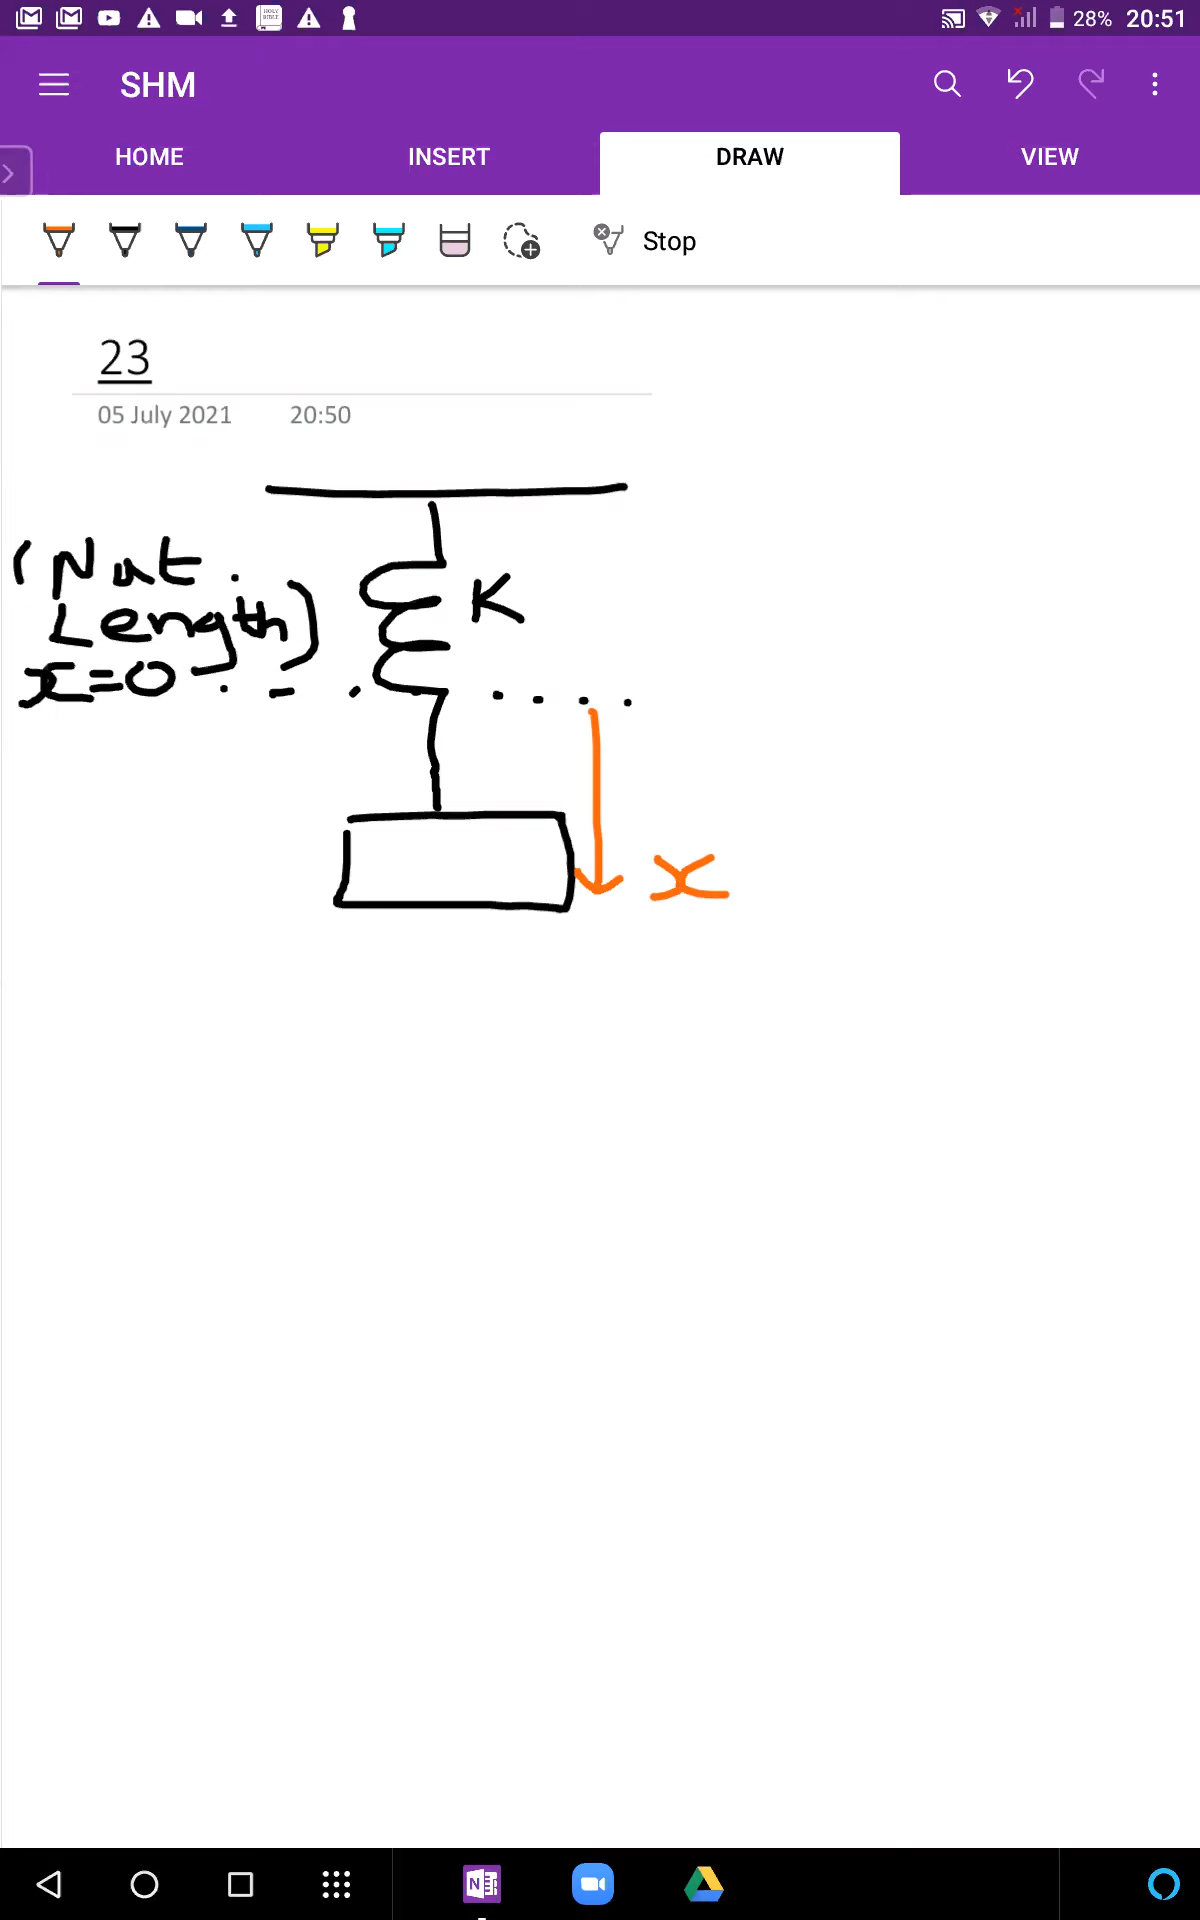 28% 20:51
SHM
HOME INSERT DRAW VIEW
Stop
23
05 July 2021 20:50
(Nat.
Length)
K
x=0
x